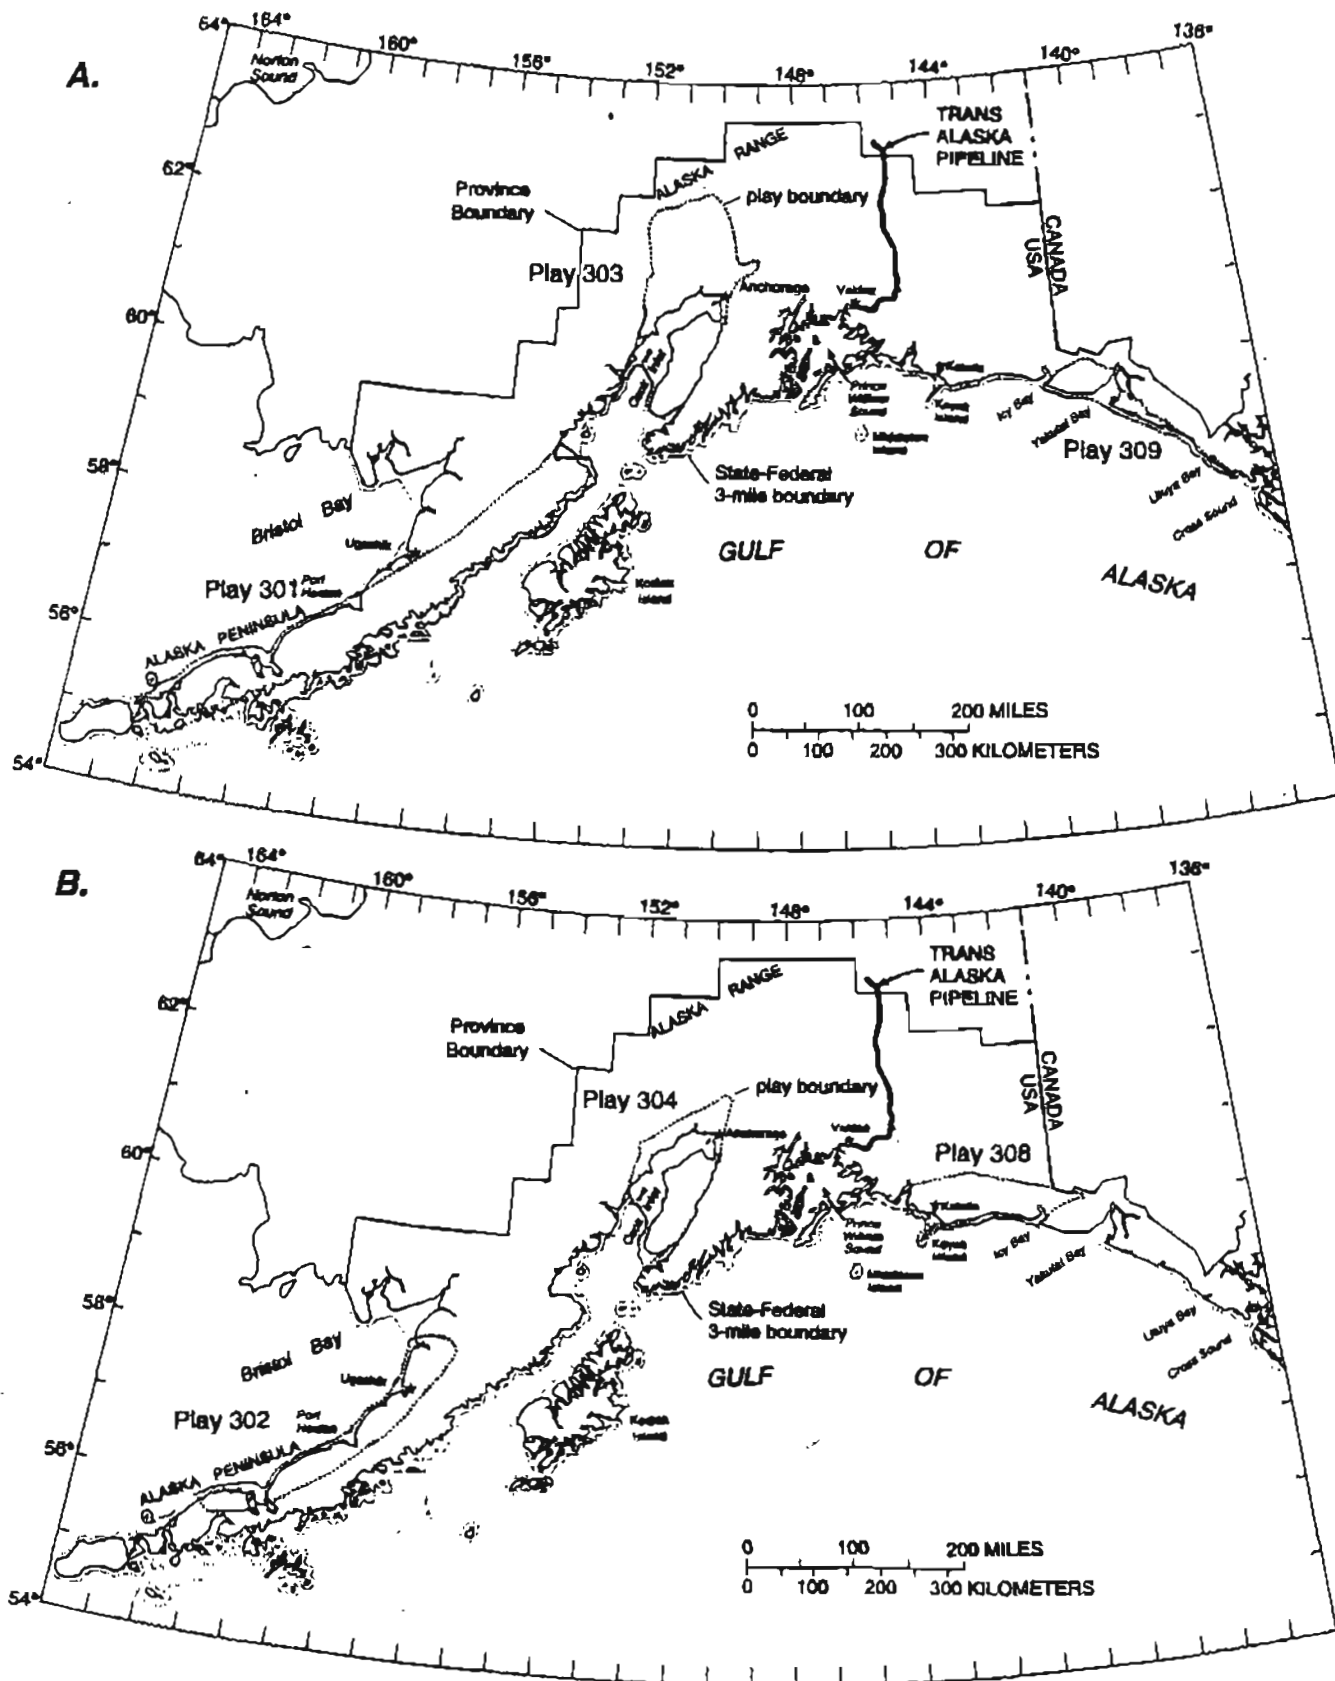 A.
64°
164°
160°
156°
152°
148°
144°
140°
136°
Norton
Sound
TRANS
ALASKA
PIPELINE
ALASKA RANGE
62°
Province
Boundary
play boundary
CANADA
USA
Play 303
Anchorage
Valdez
60°
Cook Inlet
Prince
William
Sound
Katalla
Kayak
Island
Middleton
Island
Icy Bay
Yakutat Bay
Play 309
58°
State-Federal
3-mile boundary
Lituya Bay
Cross Sound
Bristol Bay
Ugashik
GULF OF ALASKA
Play 301
Port
Heiden
Kodiak
Island
56°
ALASKA PENINSULA
0 100 200 MILES
0 100 200 300 KILOMETERS
54°
B.
64°
164°
160°
156°
152°
148°
144°
140°
136°
Norton
Sound
TRANS
ALASKA
PIPELINE
ALASKA RANGE
62°
Province
Boundary
play boundary
CANADA
USA
Play 304
Anchorage
Valdez
60°
Play 308
Cook Inlet
Prince
William
Sound
Katalla
Kayak
Island
Middleton
Island
Icy Bay
Yakutat Bay
58°
State-Federal
3-mile boundary
Lituya Bay
Cross Sound
Bristol Bay
Ugashik
GULF OF ALASKA
Play 302
Port
Heiden
Kodiak
Island
56°
ALASKA PENINSULA
0 100 200 MILES
0 100 200 300 KILOMETERS
54°